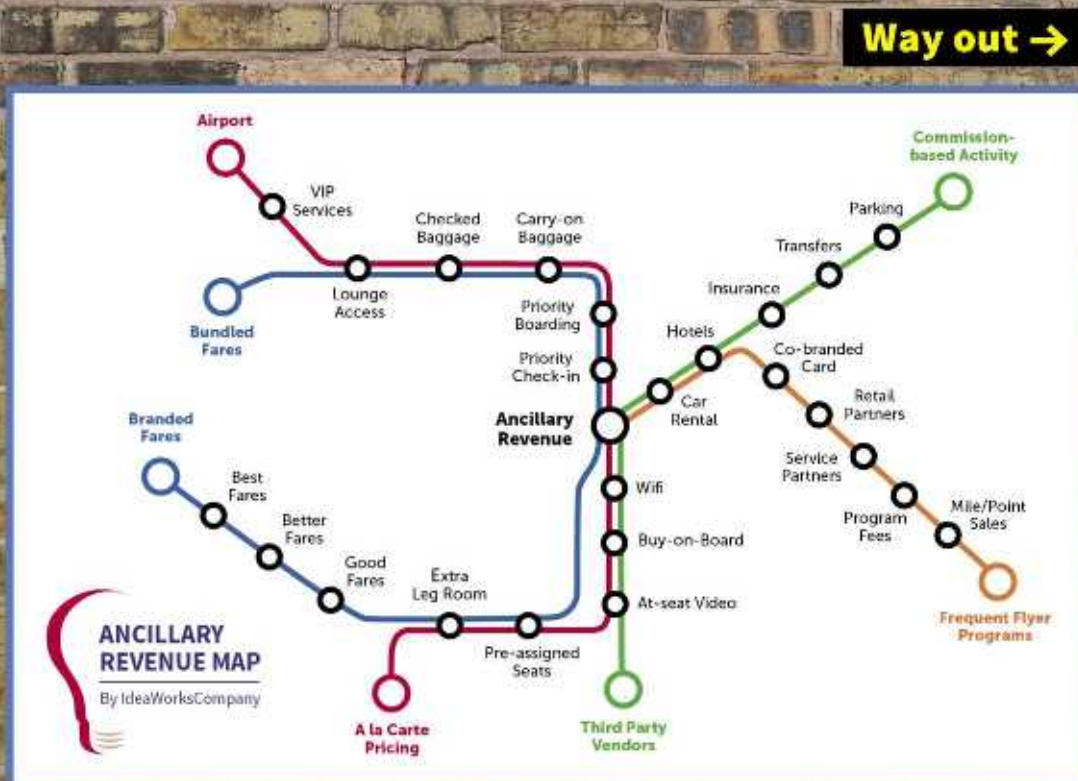 Way out →
Airport
VIP
Services
Checked
Baggage
Carry-on
Baggage
Lounge
Access
Bundled
Fares
Priority
Boarding
Priority
Check-in
Ancillary
Revenue
Commission-
based Activity
Parking
Transfers
Insurance
Hotels
Car
Rental
Co-branded
Card
Retail
Partners
Service
Partners
Program
Fees
Mile/Point
Sales
Frequent Flyer
Programs
Branded
Fares
Best
Fares
Better
Fares
Good
Fares
Extra
Leg Room
Pre-assigned
Seats
Wifi
Buy-on-Board
At-seat Video
A la Carte
Pricing
Third Party
Vendors
ANCILLARY
REVENUE MAP
By IdeaWorksCompany